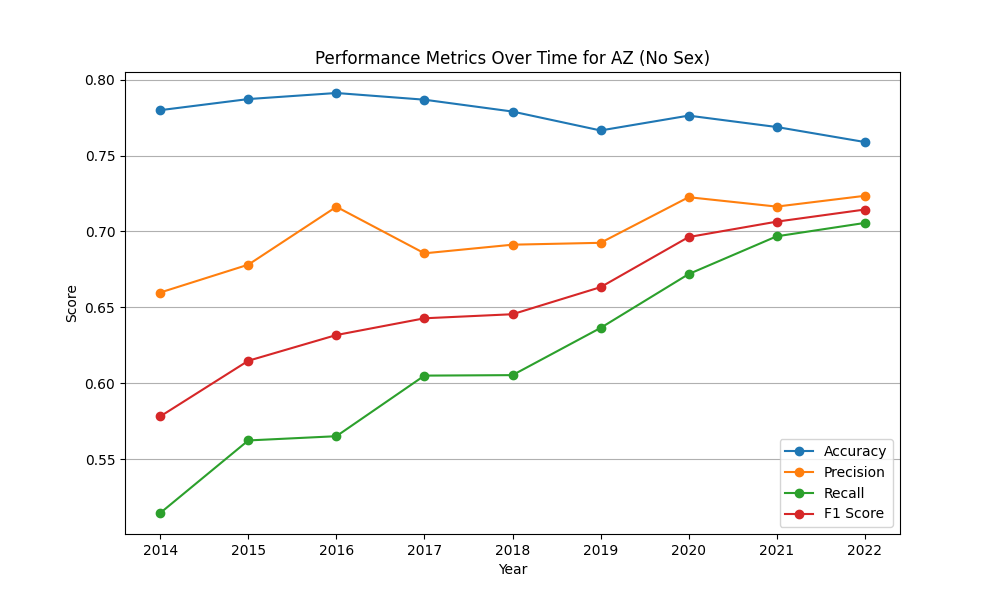 Performance Metrics Over Time for AZ (No Sex)
0.80
0.75
0.70
0.65
0.60
0.55
Score
Accuracy
Precision
Recall
F1 Score
2014 2015 2016 2017 2018 2019 2020 2021 2022
Year